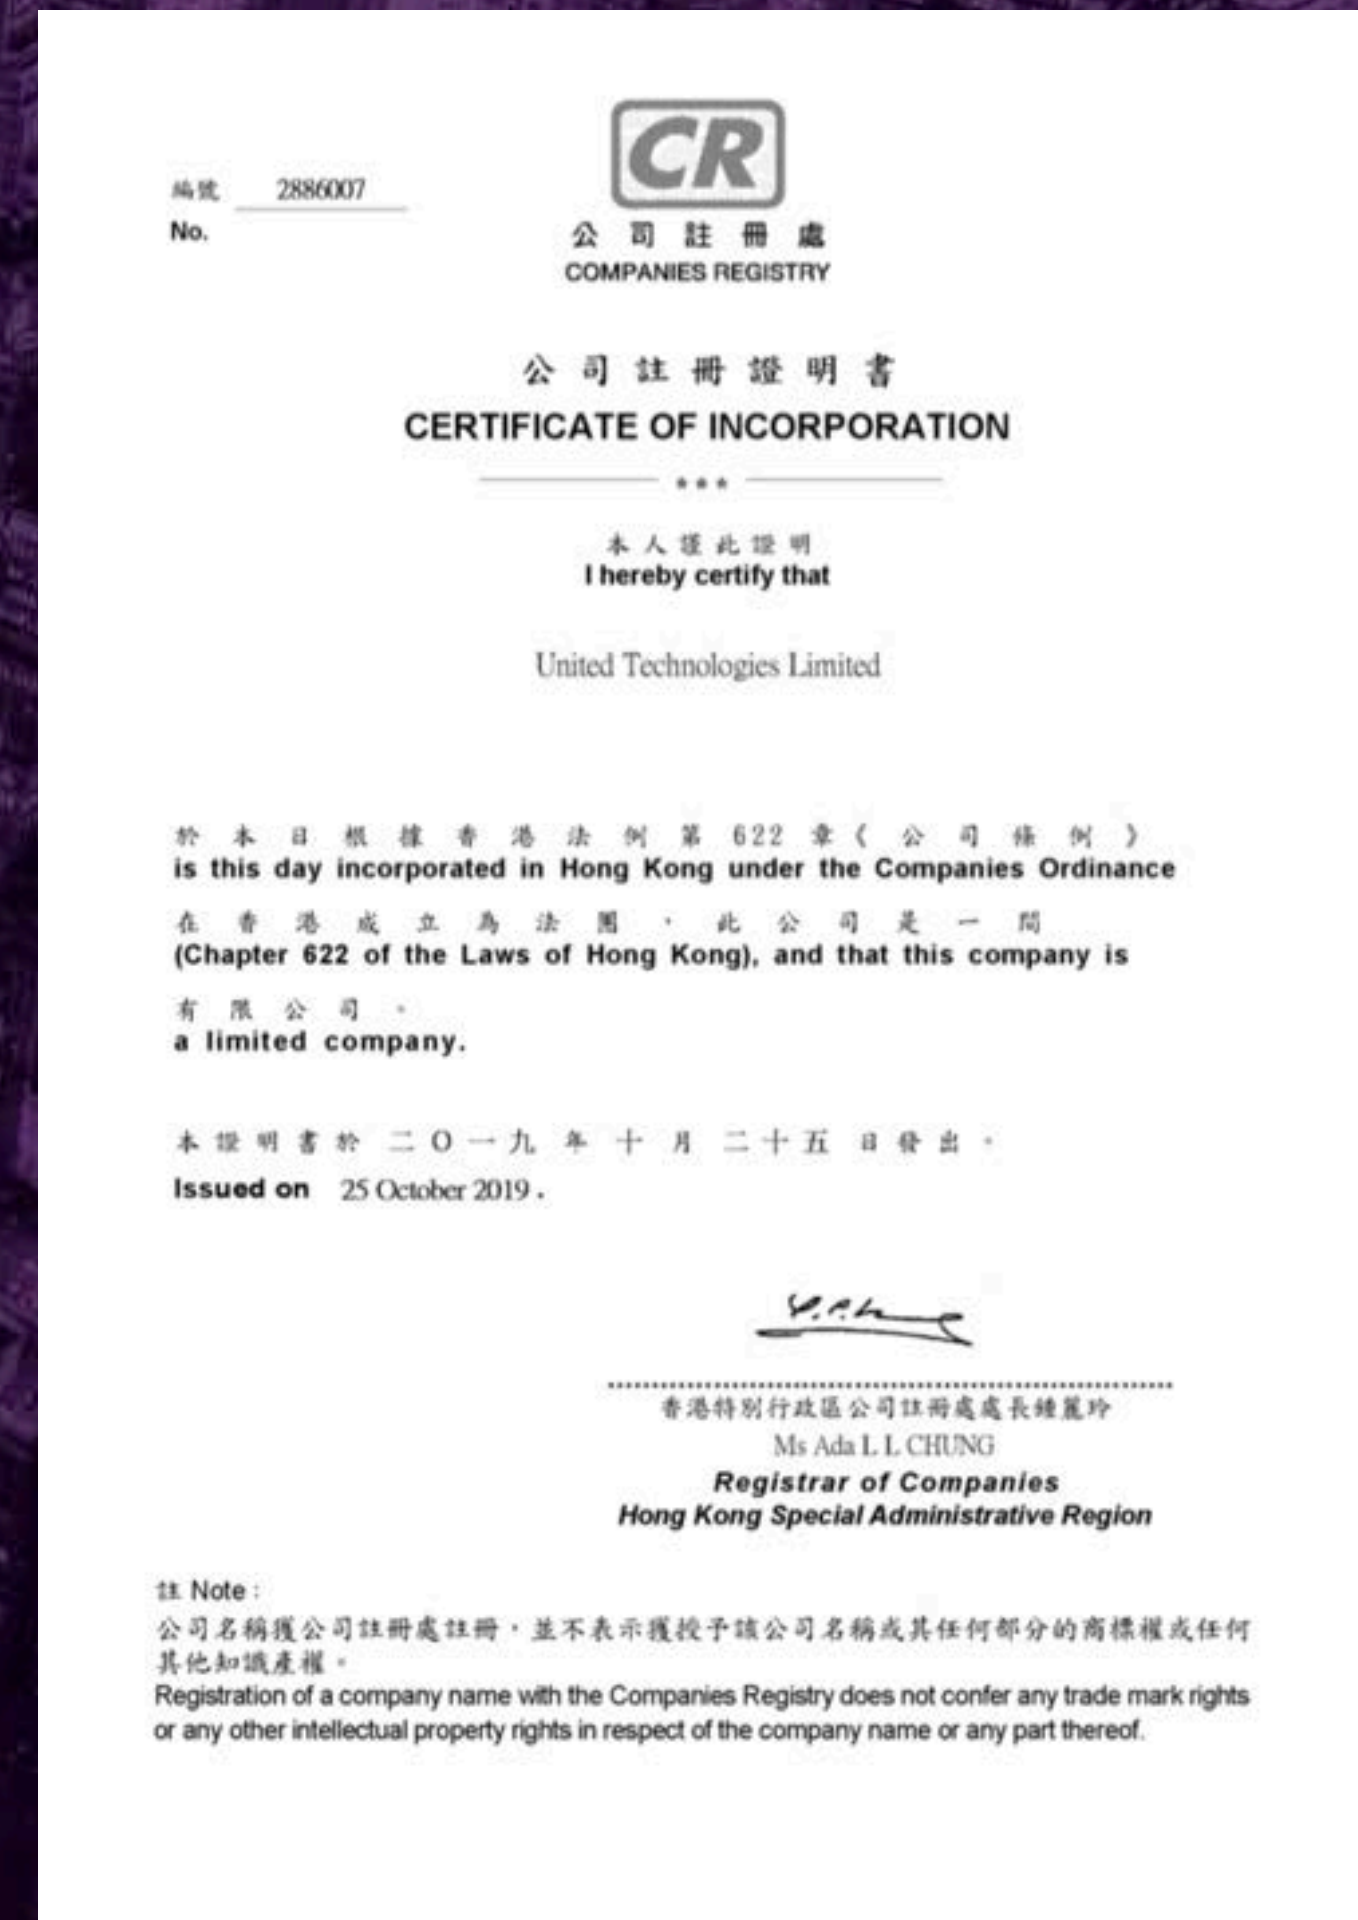 CR
編號 2886007
No.
公司註冊處
COMPANIES REGISTRY
公司註冊證明書
CERTIFICATE OF INCORPORATION
***
本人謹此證明
I hereby certify that
United Technologies Limited
於本日根據香港法例第622章《公司條例》
is this day incorporated in Hong Kong under the Companies Ordinance
在香港成立為法團，此公司是一間
(Chapter 622 of the Laws of Hong Kong), and that this company is
有限公司。
a limited company.
本證明書於二O一九年十月二十五日發出。
Issued on 25 October 2019.
香港特別行政區公司註冊處處長鍾麗玲
Ms Ada L L CHUNG
Registrar of Companies
Hong Kong Special Administrative Region
註 Note :
公司名稱獲公司註冊處註冊，並不表示獲授予該公司名稱或其任何部分的商標權或任何
其他知識產權。
Registration of a company name with the Companies Registry does not confer any trade mark rights
or any other intellectual property rights in respect of the company name or any part thereof.